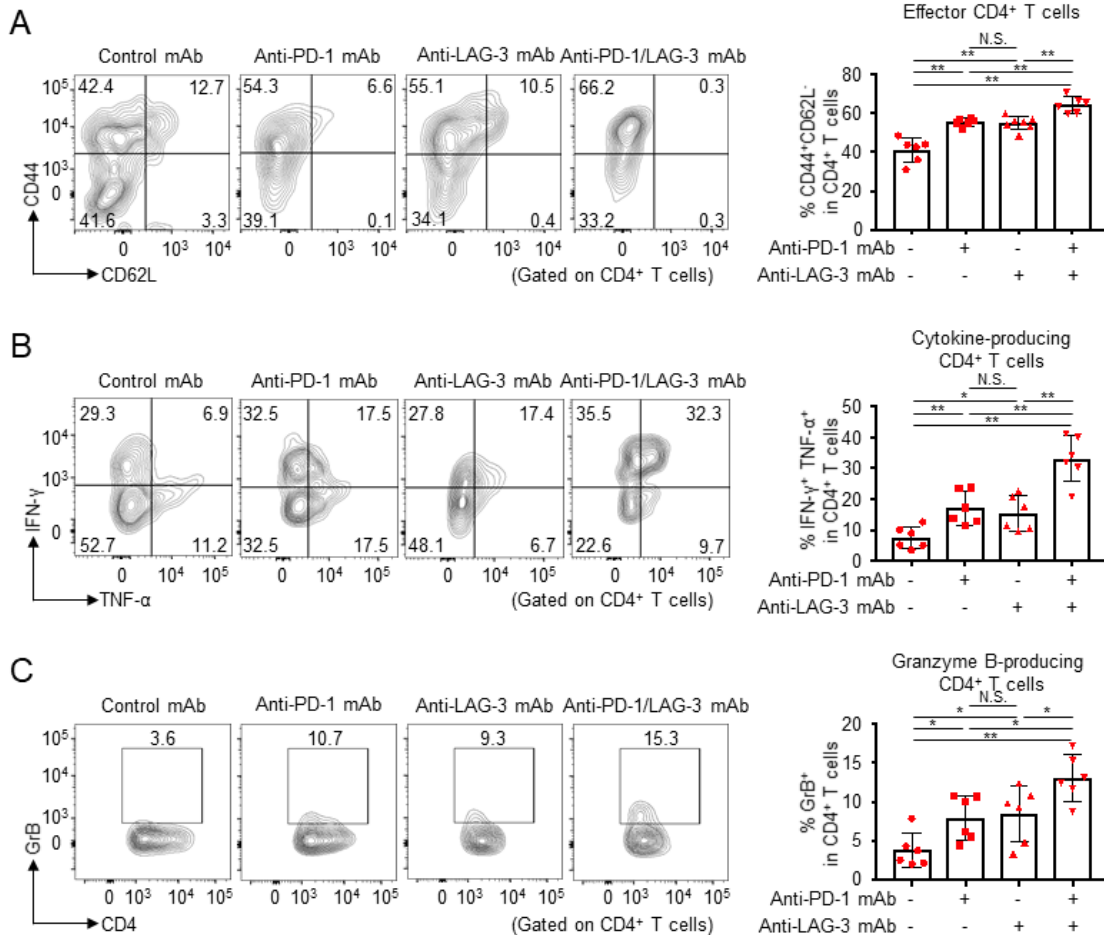 A
Control mAb
Anti-PD-1 mAb
Anti-LAG-3 mAb
Anti-PD-1/LAG-3 mAb
42.4 12.7
54.3 6.6
55.1 10.5
66.2 0.3
10⁵
10⁴
10³
0
41.6 3.3
39.1 0.1
34.1 0.4
33.2 0.3
0 10³ 10⁴
0 10³ 10⁴
0 10³ 10⁴
0 10³ 10⁴
CD44
CD62L
(Gated on CD4⁺ T cells)
Effector CD4⁺ T cells
N.S.
** **
** **
**
% CD44⁺CD62L⁻
in CD4⁺ T cells
80
60
40
20
0
Anti-PD-1 mAb - + - +
Anti-LAG-3 mAb - - + +
B
Control mAb
Anti-PD-1 mAb
Anti-LAG-3 mAb
Anti-PD-1/LAG-3 mAb
29.3 6.9
32.5 17.5
27.8 17.4
35.5 32.3
10⁴
10³
0
52.7 11.2
32.5 17.5
48.1 6.7
22.6 9.7
0 10⁴ 10⁵
0 10⁴ 10⁵
0 10⁴ 10⁵
0 10⁴ 10⁵
IFN-γ
TNF-α
(Gated on CD4⁺ T cells)
Cytokine-producing
CD4⁺ T cells
N.S.
* **
** **
**
% IFN-γ⁺ TNF-α⁺
in CD4⁺ T cells
50
40
30
20
10
0
Anti-PD-1 mAb - + - +
Anti-LAG-3 mAb - - + +
C
Control mAb
Anti-PD-1 mAb
Anti-LAG-3 mAb
Anti-PD-1/LAG-3 mAb
3.6
10.7
9.3
15.3
10⁵
10⁴
10³
0
0 10³ 10⁴ 10⁵
0 10³ 10⁴ 10⁵
0 10³ 10⁴ 10⁵
0 10³ 10⁴ 10⁵
GrB
CD4
(Gated on CD4⁺ T cells)
Granzyme B-producing
CD4⁺ T cells
N.S.
* *
* *
**
% GrB⁺
in CD4⁺ T cells
20
15
10
5
0
Anti-PD-1 mAb - + - +
Anti-LAG-3 mAb - - + +